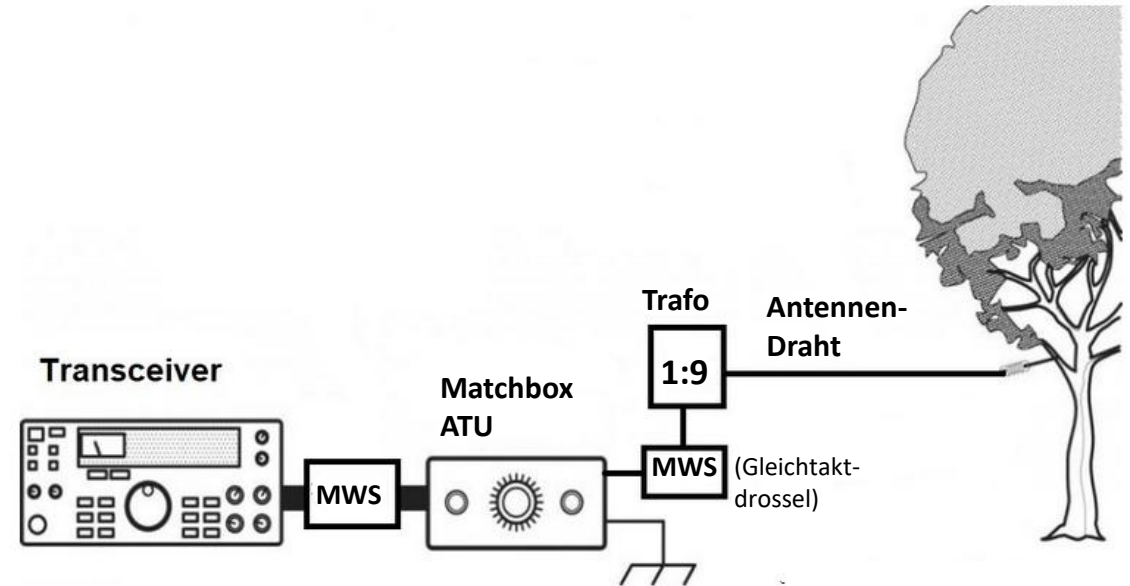 Trafo
Antennen-
Draht
1:9
Transceiver
Matchbox
ATU
MWS
MWS
(Gleichtakt-
drossel)